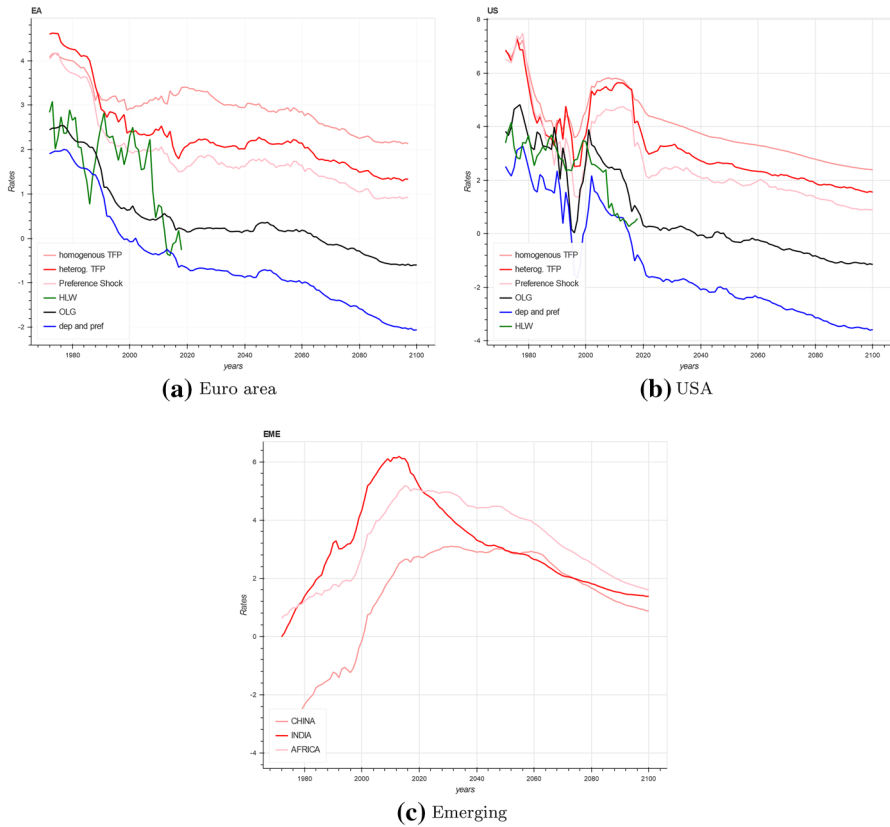 EA
4
3
2
1
0
-1
-2
Rates
homogenous TFP
heterog. TFP
Preference Shock
HLW
OLG
dep and pref
1980
2000
2020
2040
2060
2080
2100
years
(a) Euro area
US
8
6
4
2
0
-2
-4
Rates
homogenous TFP
heterog. TFP
Preference Shock
OLG
dep and pref
HLW
1980
2000
2020
2040
2060
2080
2100
years
(b) USA
EME
6
4
2
0
-2
-4
Rates
CHINA
INDIA
AFRICA
1980
2000
2020
2040
2060
2080
2100
years
(c) Emerging